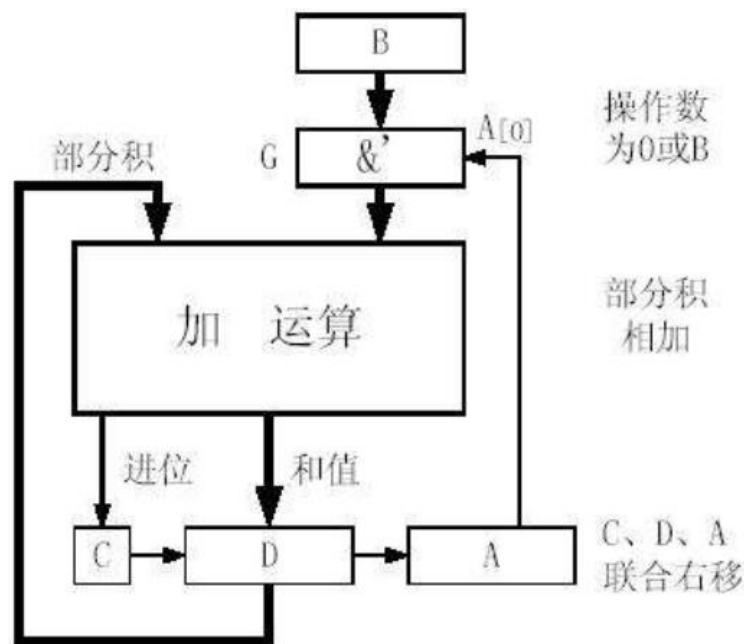 B
操作数
为0或B
A[0]
部分积
G
&'
加 运算
部分积
相加
进位
和值
C
D
A
C、D、A
联合右移